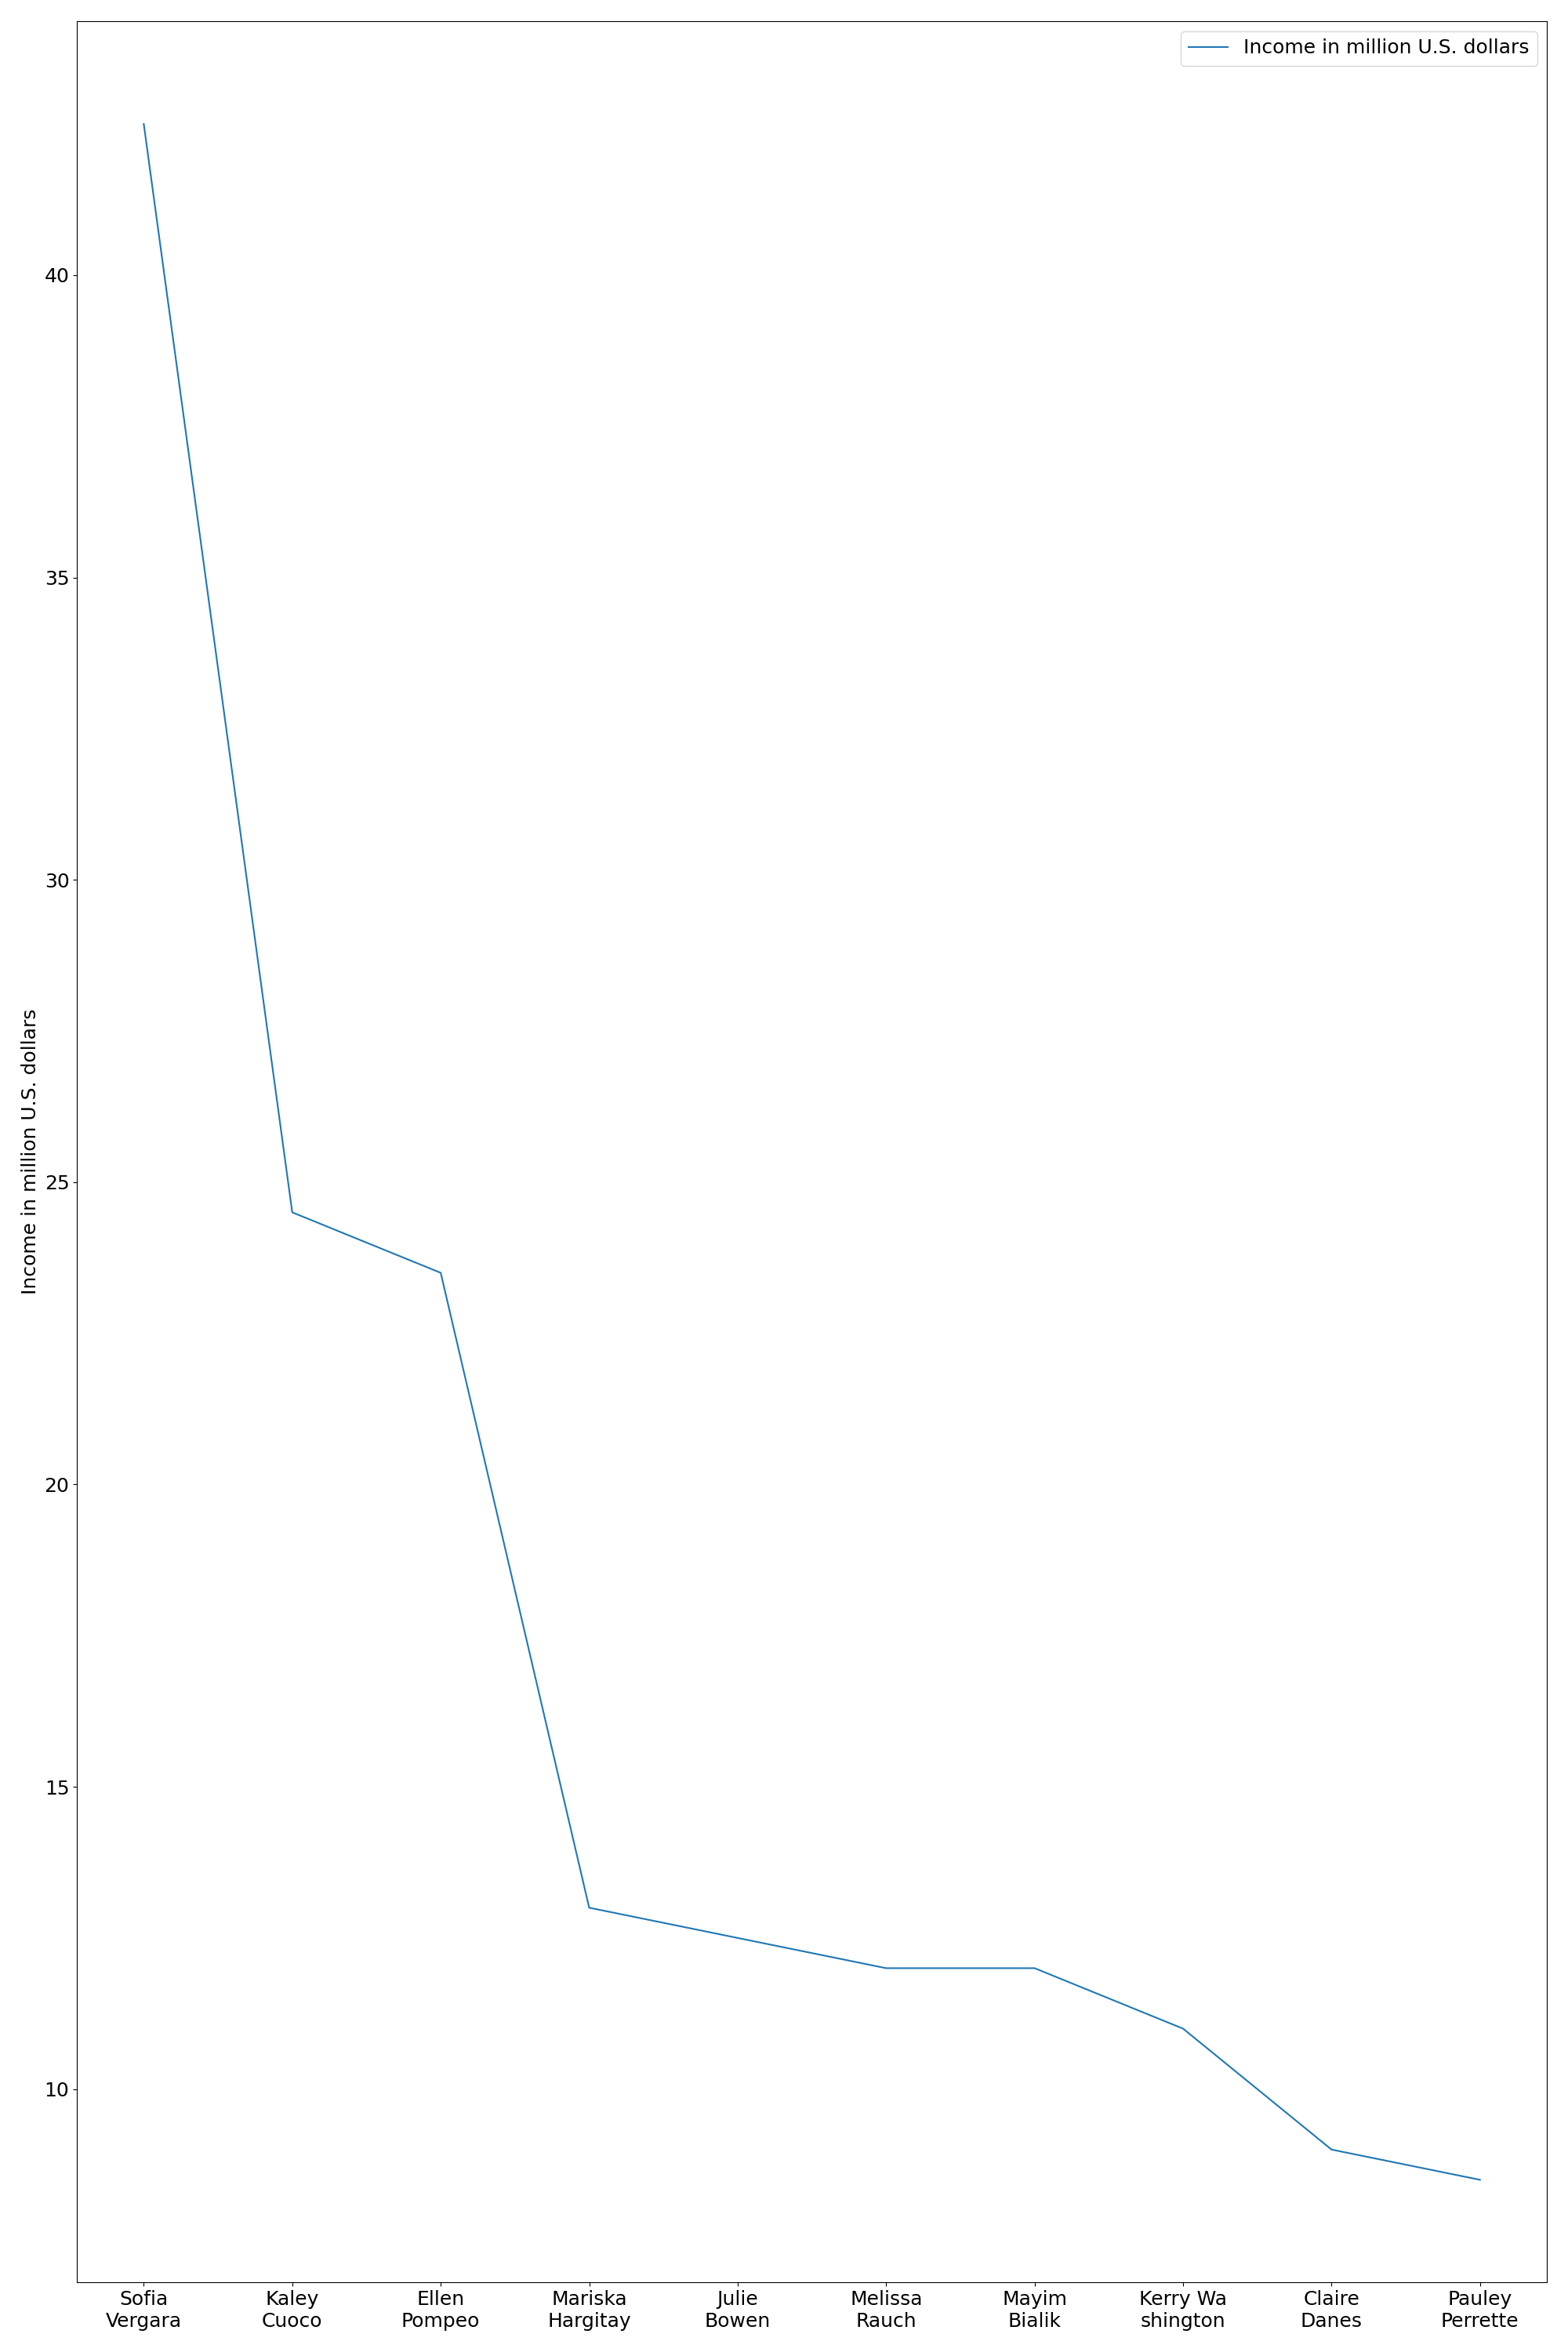 Income in million U.S. dollars
Income in million U.S. dollars
40
35
30
25
20
15
10
Sofia
Vergara
Kaley
Cuoco
Ellen
Pompeo
Mariska
Hargitay
Julie
Bowen
Melissa
Rauch
Mayim
Bialik
Kerry Wa
shington
Claire
Danes
Pauley
Perrette